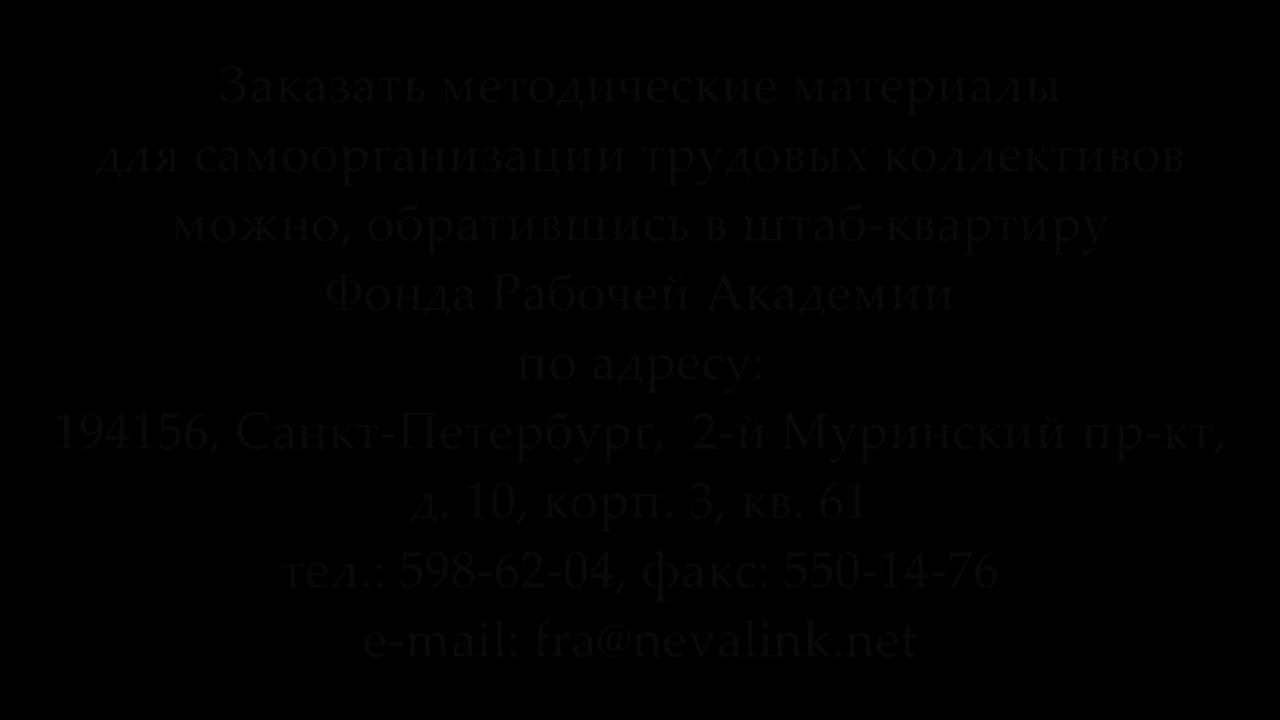 Заказать методические материалы
для самоорганизации трудовых коллективов
можно, обратившись в штаб-квартиру
Фонда Рабочей Академии
по адресу:
194156, Санкт-Петербург, 2-й Муринский пр-кт,
д. 10, корп. 3, кв. 61
тел.: 598-62-04, факс: 550-14-76
e-mail: fra@nevalink.net